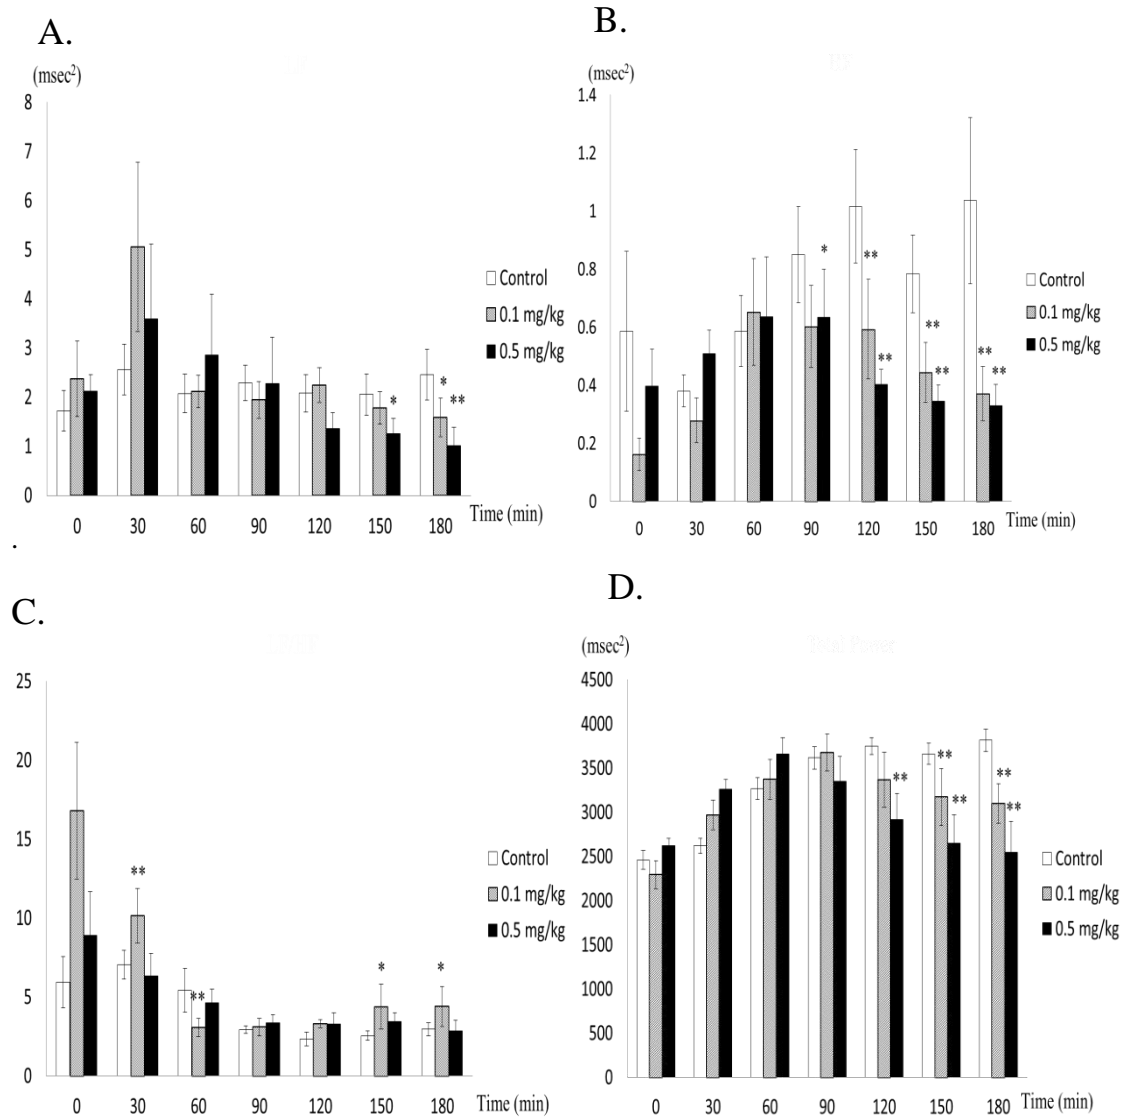 A.
(msec²)
8
7
6
5
4
3
2
1
0
0 30 60 90 120 150 180
Time (min)
Control
0.1 mg/kg
0.5 mg/kg
* * **
.
B.
HF
(msec²)
1.4
1.2
1
0.8
0.6
0.4
0.2
0
0 30 60 90 120 150 180
Time (min)
Control
0.1 mg/kg
0.5 mg/kg
* ** ** ** ** ** **
C.
25
20
15
10
5
0
0 30 60 90 120 150 180
Time (min)
Control
0.1 mg/kg
0.5 mg/kg
** ** * *
D.
Total Power
(msec²)
4500
4000
3500
3000
2500
2000
1500
1000
500
0
0 30 60 90 120 150 180
Time (min)
Control
0.1 mg/kg
0.5 mg/kg
** ** ** ** **